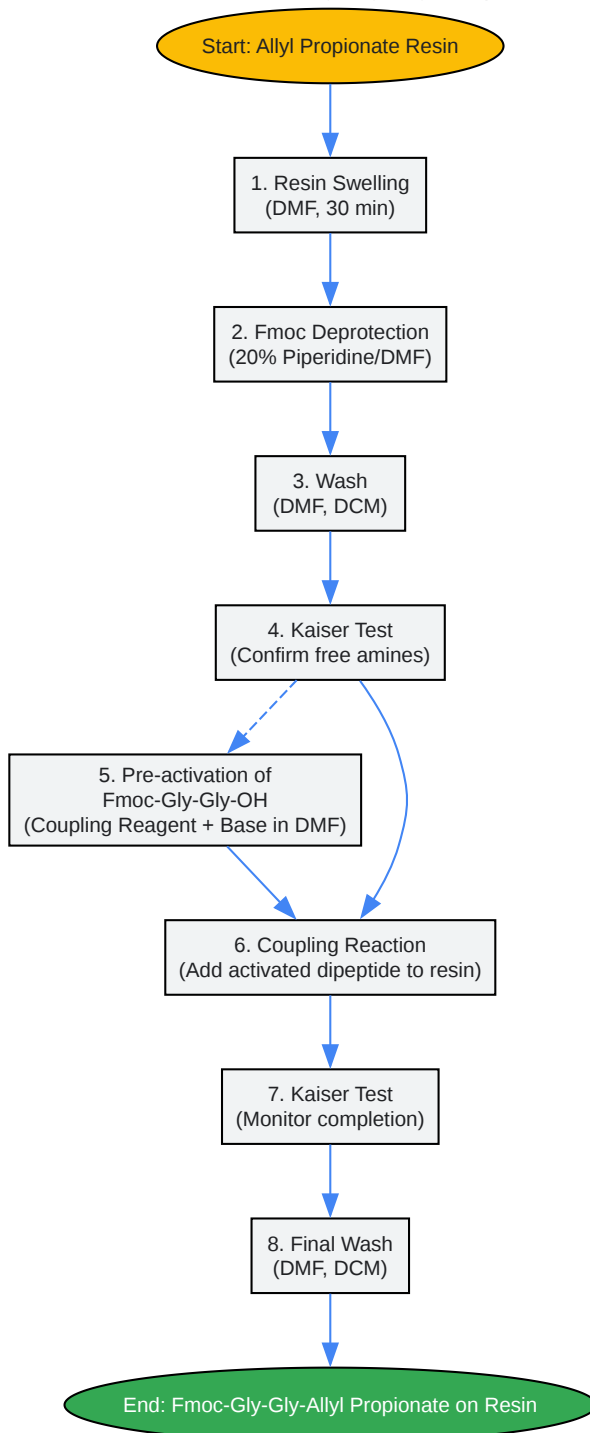 Start: Allyl Propionate Resin
1. Resin Swelling
(DMF, 30 min)
2. Fmoc Deprotection
(20% Piperidine/DMF)
3. Wash
(DMF, DCM)
4. Kaiser Test
(Confirm free amines)
5. Pre-activation of
Fmoc-Gly-Gly-OH
(Coupling Reagent + Base in DMF)
6. Coupling Reaction
(Add activated dipeptide to resin)
7. Kaiser Test
(Monitor completion)
8. Final Wash
(DMF, DCM)
End: Fmoc-Gly-Gly-Allyl Propionate on Resin